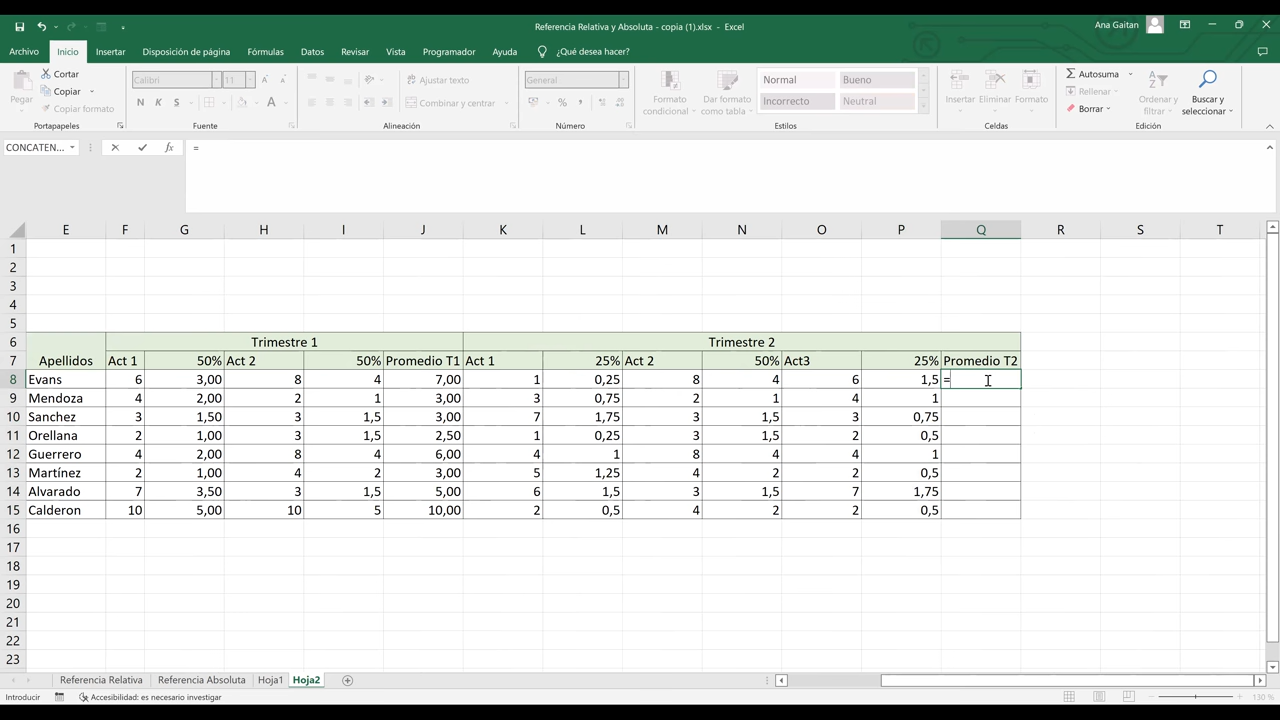 Referencia Relativa y Absoluta - copia (1).xlsx - Excel
Ana Gaitan
Archivo Inicio Insertar Disposición de página Fórmulas Datos Revisar Vista Programador Ayuda ¿Qué desea hacer?
Pegar
Cortar
Copiar
Copiar formato
Portapapeles
Calibri 11
N K S
Fuente
Ajustar texto
Combinar y centrar
Alineación
General
% 
Número
Formato condicional
Dar formato como tabla
Normal Bueno
Incorrecto Neutral
Estilos
Insertar Eliminar Formato
Celdas
Autosuma
Rellenar
Borrar
Ordenar y filtrar
Buscar y seleccionar
Edición
CONCATEN... fx =
E F G H I J K L M N O P Q R S T
1
2
3
4
5
6 Trimestre 1 Trimestre 2
7 Apellidos Act 1 50% Act 2 50% Promedio T1 Act 1 25% Act 2 50% Act3 25% Promedio T2
8 Evans 6 3,00 8 4 7,00 1 0,25 8 4 6 1,5 =
9 Mendoza 4 2,00 2 1 3,00 3 0,75 2 1 4 1
10 Sanchez 3 1,50 3 1,5 3,00 7 1,75 3 1,5 3 0,75
11 Orellana 2 1,00 3 1,5 2,50 1 0,25 3 1,5 2 0,5
12 Guerrero 4 2,00 8 4 6,00 4 1 8 4 4 1
13 Martínez 2 1,00 4 2 3,00 5 1,25 4 2 2 0,5
14 Alvarado 7 3,50 3 1,5 5,00 6 1,5 3 1,5 7 1,75
15 Calderon 10 5,00 10 5 10,00 2 0,5 4 2 2 0,5
16
17
18
19
20
21
22
23
Referencia Relativa Referencia Absoluta Hoja1 Hoja2
Introducir Accesibilidad: es necesario investigar 130 %